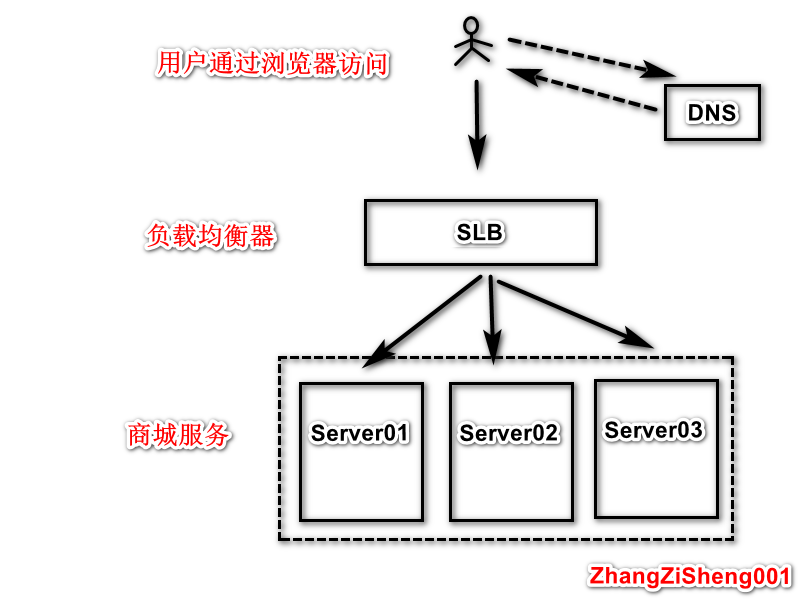 用户通过浏览器访问
DNS
负载均衡器
SLB
商城服务
Server01
Server02
Server03
ZhangZiSheng001